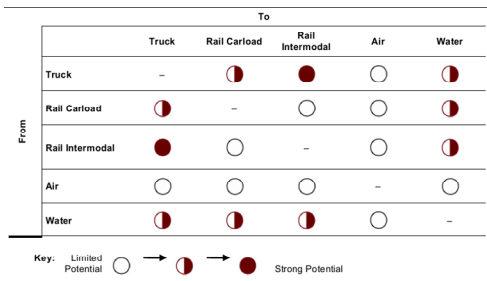 To
Truck Rail Carload Rail Intermodal Air Water
From
Truck –
Rail Carload –
Rail Intermodal –
Air –
Water –
Key: Limited Potential Strong Potential